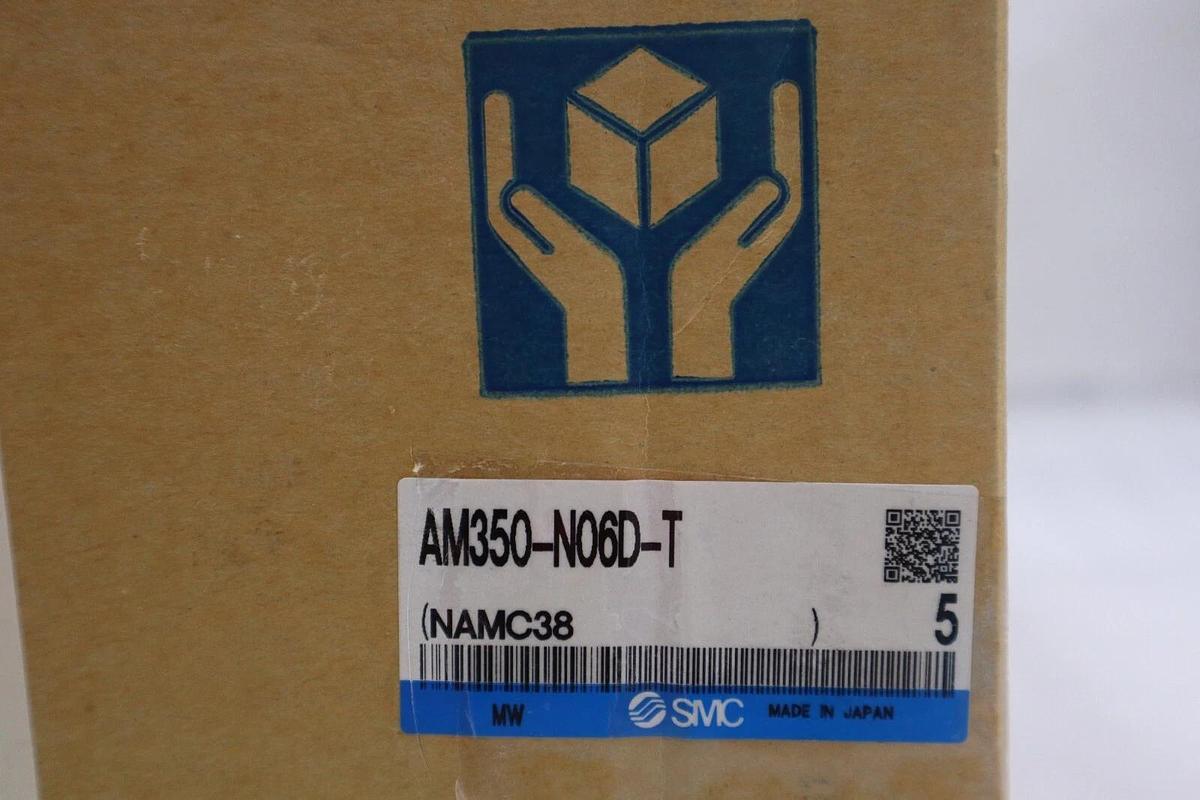 AM350-N06D-T
(NAMC38 )
5
MW SMC MADE IN JAPAN